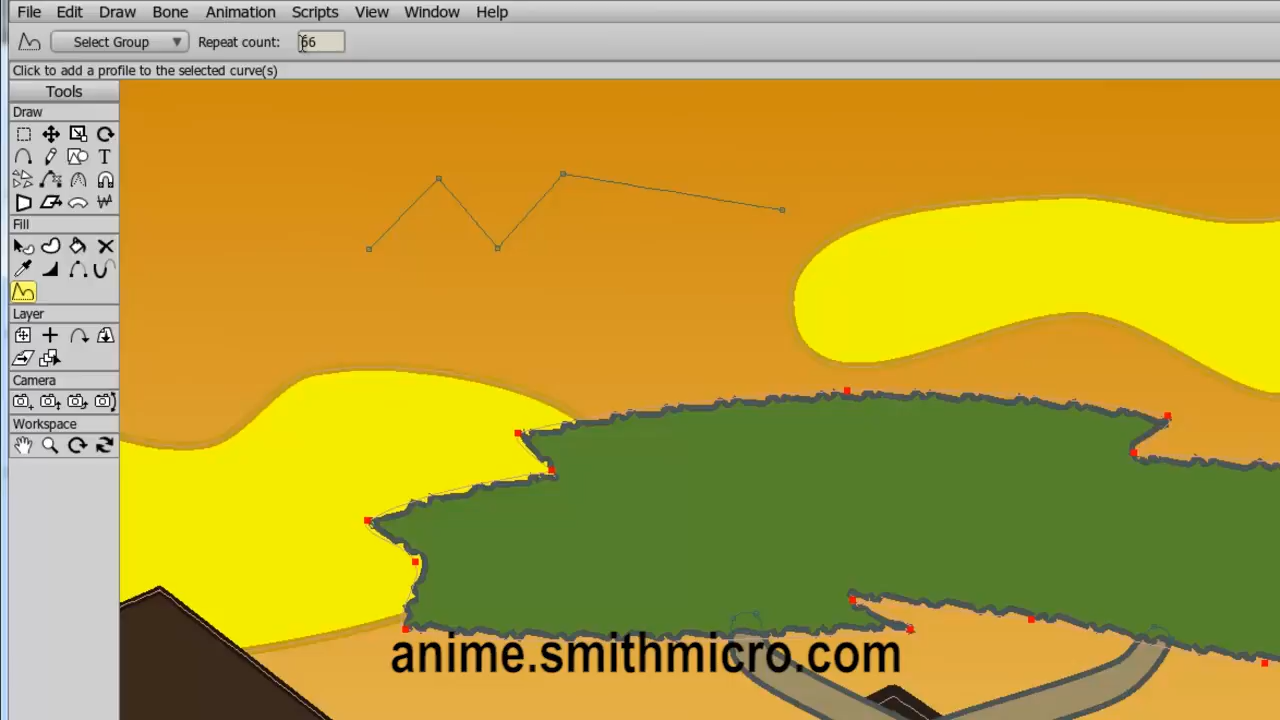 File Edit Draw Bone Animation Scripts View Window Help
Select Group Repeat count: 66
Click to add a profile to the selected curve(s)
Tools
Draw
T
Fill
Layer
Camera
Workspace
anime.smithmicro.com